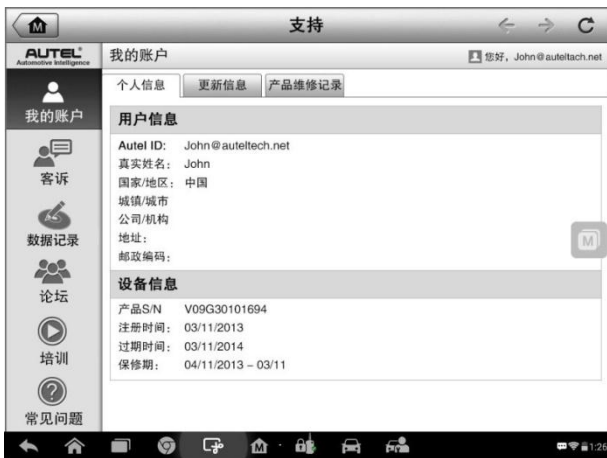 支持
AUTEL
Automotive Intelligence
我的账户
您好，John@auteltach.net
个人信息
更新信息
产品维修记录
我的账户
客诉
数据记录
论坛
培训
常见问题
用户信息
Autel ID: John@auteltech.net
真实姓名： John
国家/地区： 中国
城镇/城市
公司/机构
地址：
邮政编码：
设备信息
产品S/N V09G30101694
注册时间： 03/11/2013
过期时间： 03/11/2014
保修期： 04/11/2013 – 03/11
M
M
M
1:26